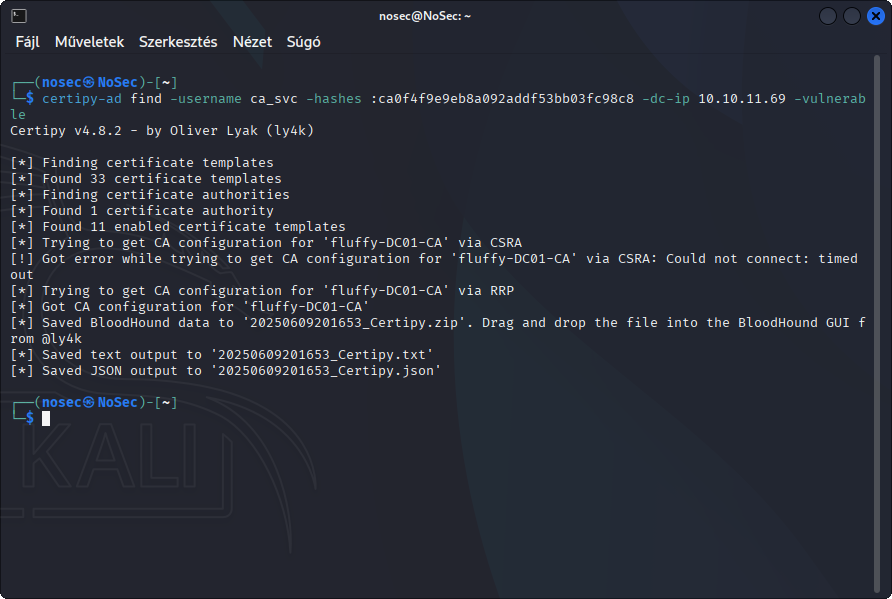 nosec@NoSec: ~
Fájl Műveletek Szerkesztés Nézet Súgó
┌──(nosec㉿NoSec)-[~]
└─$ certipy-ad find -username ca_svc -hashes :ca0f4f9e9eb8a092addf53bb03fc98c8 -dc-ip 10.10.11.69 -vulnerab
le
Certipy v4.8.2 - by Oliver Lyak (ly4k)
[*] Finding certificate templates
[*] Found 33 certificate templates
[*] Finding certificate authorities
[*] Found 1 certificate authority
[*] Found 11 enabled certificate templates
[*] Trying to get CA configuration for 'fluffy-DC01-CA' via CSRA
[!] Got error while trying to get CA configuration for 'fluffy-DC01-CA' via CSRA: Could not connect: timed
out
[*] Trying to get CA configuration for 'fluffy-DC01-CA' via RRP
[*] Got CA configuration for 'fluffy-DC01-CA'
[*] Saved BloodHound data to '20250609201653_Certipy.zip'. Drag and drop the file into the BloodHound GUI f
rom @ly4k
[*] Saved text output to '20250609201653_Certipy.txt'
[*] Saved JSON output to '20250609201653_Certipy.json'
┌──(nosec㉿NoSec)-[~]
└─$
KALI